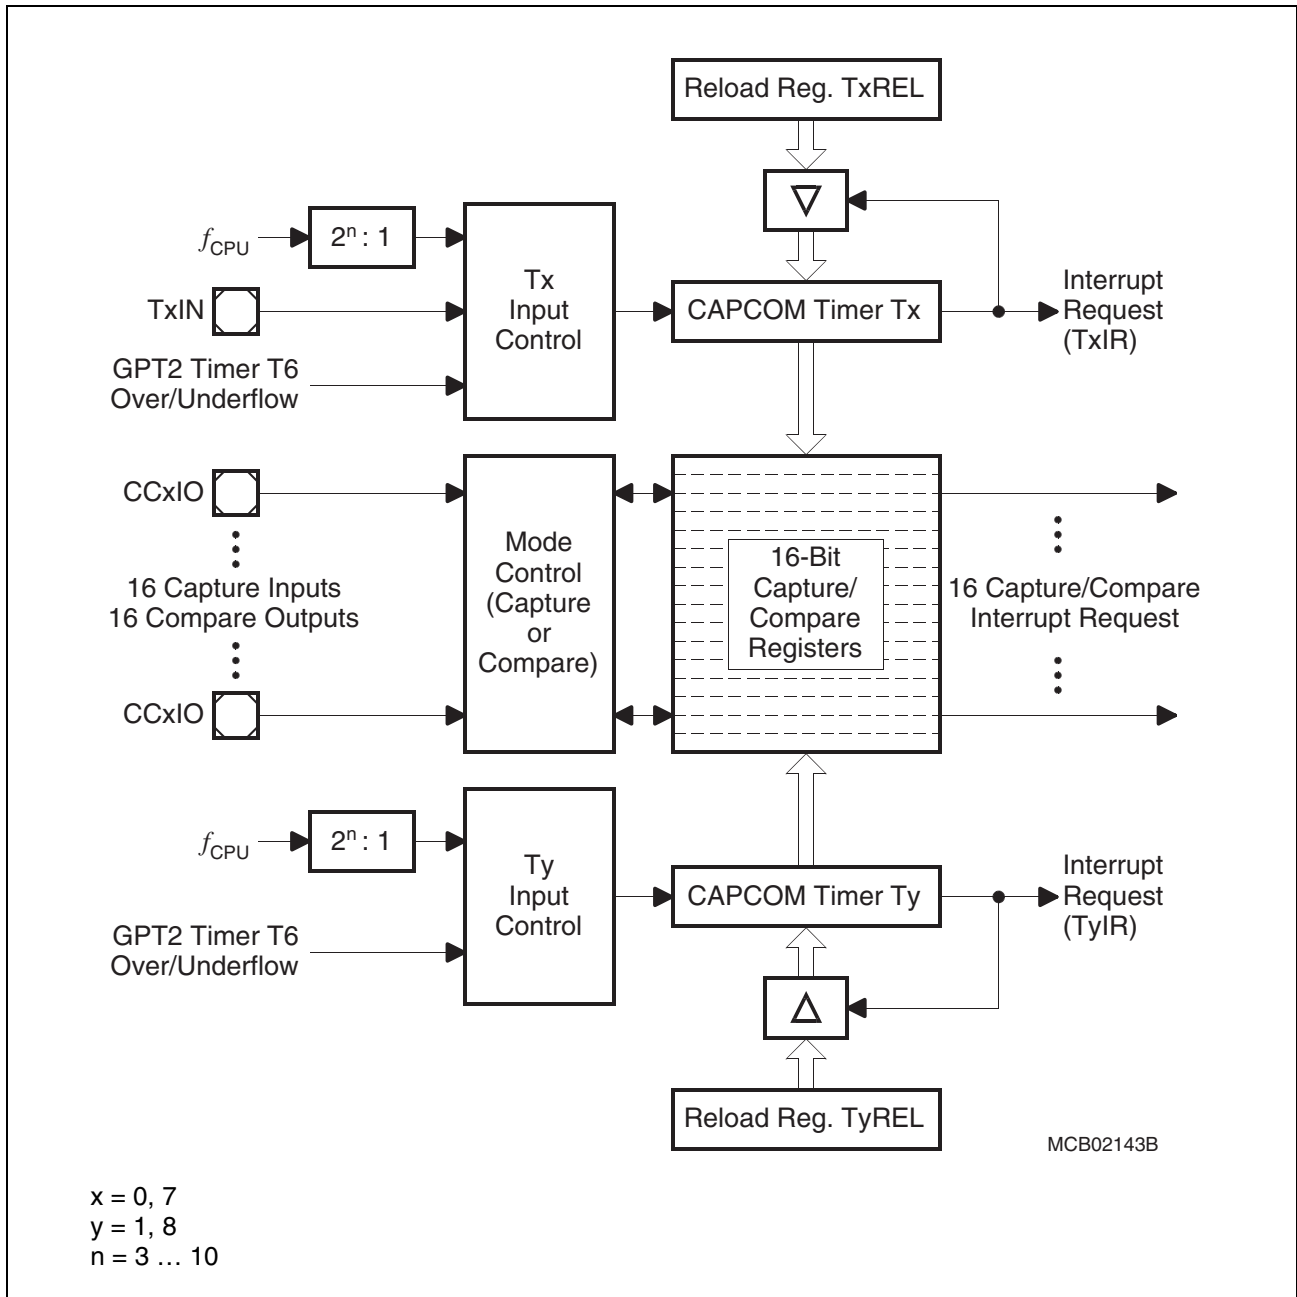 Reload Reg. TxREL
fCPU
2ⁿ : 1
Tx
Input
Control
CAPCOM Timer Tx
Interrupt
Request
(TxIR)
TxIN
GPT2 Timer T6
Over/Underflow
CCxIO
16 Capture Inputs
16 Compare Outputs
CCxIO
Mode
Control
(Capture
or
Compare)
16-Bit
Capture/
Compare
Registers
16 Capture/Compare
Interrupt Request
fCPU
2ⁿ : 1
Ty
Input
Control
CAPCOM Timer Ty
Interrupt
Request
(TyIR)
GPT2 Timer T6
Over/Underflow
Reload Reg. TyREL
MCB02143B
x = 0, 7
y = 1, 8
n = 3 … 10